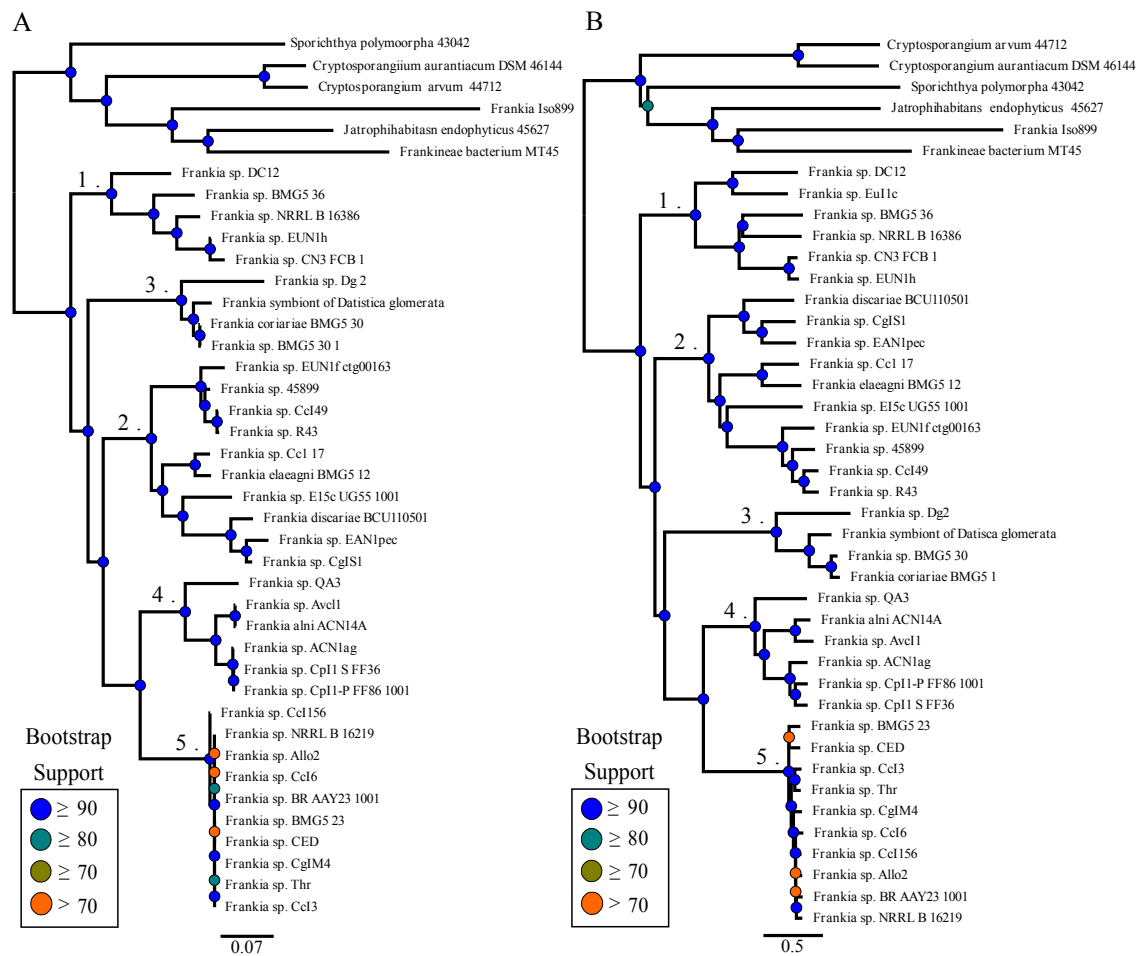 A
Sporichthya polymoorpha 43042
Cryptosporangiium aurantiacum DSM 46144
Cryptosporangium arvum 44712
Frankia Iso899
Jatrophihabitasn endophyticus 45627
Frankineae bacterium MT45
1 .
Frankia sp. DC12
Frankia sp. BMG5 36
Frankia sp. NRRL B 16386
Frankia sp. EUN1h
Frankia sp. CN3 FCB 1
3 .
Frankia sp. Dg 2
Frankia symbiont of Datistica glomerata
Frankia coriariae BMG5 30
Frankia sp. BMG5 30 1
2 .
Frankia sp. EUN1f ctg00163
Frankia sp. 45899
Frankia sp. CcI49
Frankia sp. R43
Frankia sp. Cc1 17
Frankia elaeagni BMG5 12
Frankia sp. E15c UG55 1001
Frankia discariae BCU110501
Frankia sp. EAN1pec
Frankia sp. CgIS1
4 .
Frankia sp. QA3
Frankia sp. AvcI1
Frankia alni ACN14A
Frankia sp. ACN1ag
Frankia sp. CpI1 S FF36
Frankia sp. CpI1-P FF86 1001
5 .
Frankia sp. CcI156
Frankia sp. NRRL B 16219
Frankia sp. Allo2
Frankia sp. CcI6
Frankia sp. BR AAY23 1001
Frankia sp. BMG5 23
Frankia sp. CED
Frankia sp. CgIM4
Frankia sp. Thr
Frankia sp. CcI3
Bootstrap
Support
≥ 90
≥ 80
≥ 70
> 70
0.07
B
Cryptosporangium arvum 44712
Cryptosporangium aurantiacum DSM 46144
Sporichthya polymorpha 43042
Jatrophihabitans endophyticus 45627
Frankia Iso899
Frankineae bacterium MT45
1 .
Frankia sp. DC12
Frankia sp. EuI1c
Frankia sp. BMG5 36
Frankia sp. NRRL B 16386
Frankia sp. CN3 FCB 1
Frankia sp. EUN1h
2 .
Frankia discariae BCU110501
Frankia sp. CgIS1
Frankia sp. EAN1pec
Frankia sp. Cc1 17
Frankia elaeagni BMG5 12
Frankia sp. EI5c UG55 1001
Frankia sp. EUN1f ctg00163
Frankia sp. 45899
Frankia sp. CcI49
Frankia sp. R43
3 .
Frankia sp. Dg2
Frankia symbiont of Datisca glomerata
Frankia sp. BMG5 30
Frankia coriariae BMG5 1
4 .
Frankia sp. QA3
Frankia alni ACN14A
Frankia sp. AvcI1
Frankia sp. ACN1ag
Frankia sp. CpI1-P FF86 1001
Frankia sp. CpI1 S FF36
5 .
Frankia sp. BMG5 23
Frankia sp. CED
Frankia sp. CcI3
Frankia sp. Thr
Frankia sp. CgIM4
Frankia sp. CcI6
Frankia sp. CcI156
Frankia sp. Allo2
Frankia sp. BR AAY23 1001
Frankia sp. NRRL B 16219
Bootstrap
Support
≥ 90
≥ 80
≥ 70
> 70
0.5